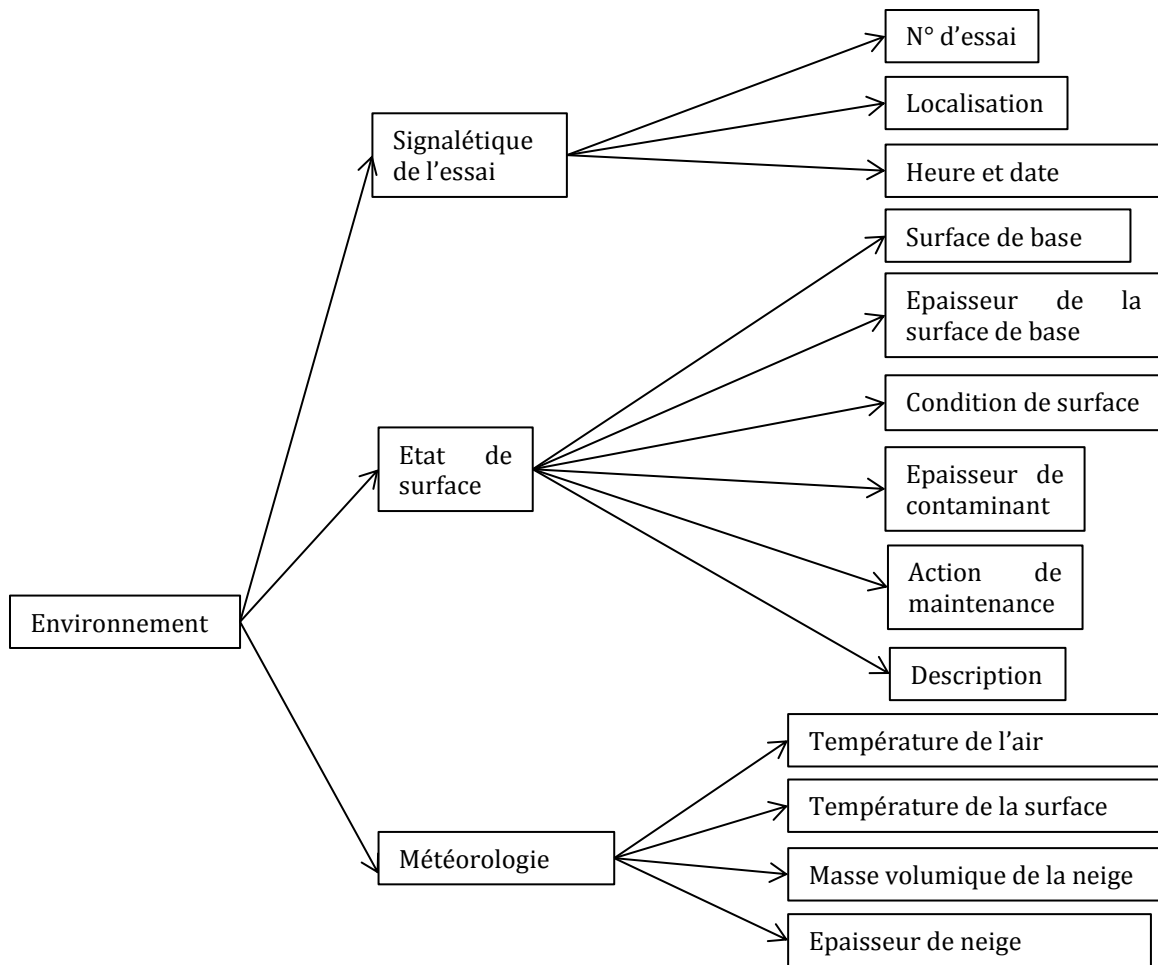 N° d’essai
Localisation
Signalétique
de l’essai
Heure et date
Surface de base
Epaisseur de la
surface de base
Condition de surface
Etat de
surface
Epaisseur de
contaminant
Action de
maintenance
Environnement
Description
Température de l’air
Température de la surface
Météorologie
Masse volumique de la neige
Epaisseur de neige